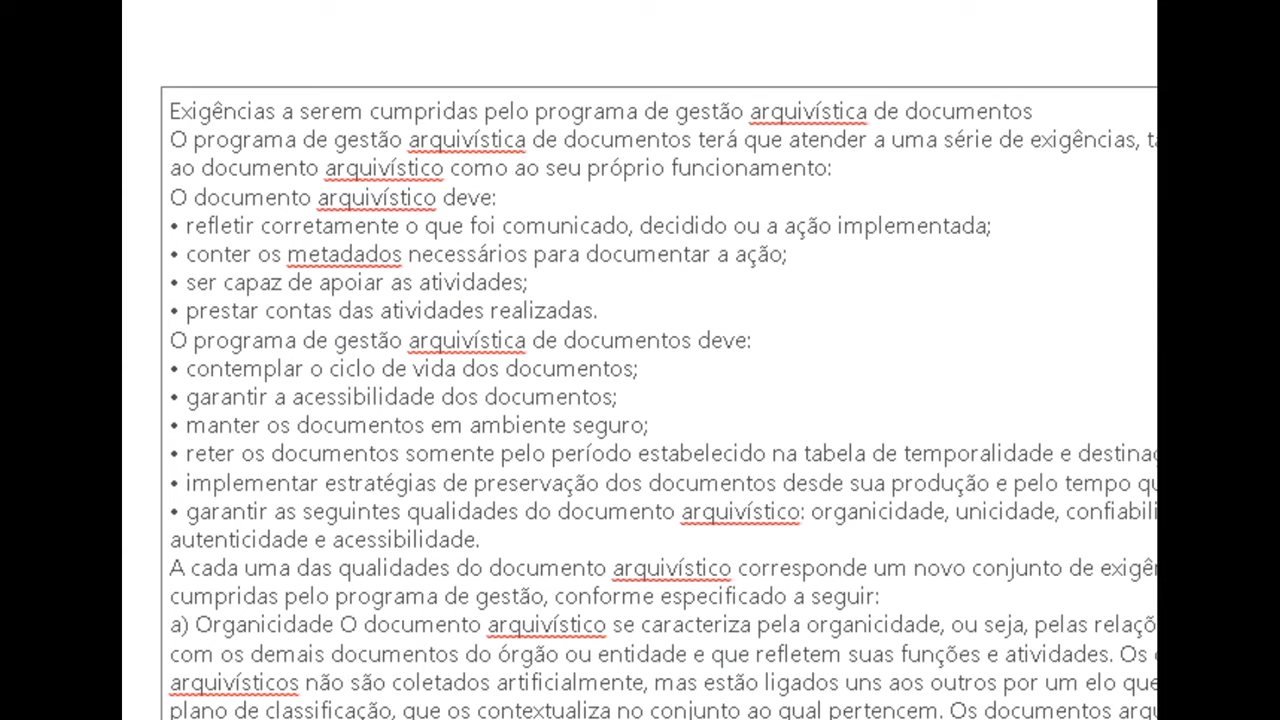 Exigências a serem cumpridas pelo programa de gestão arquivística de documentos
O programa de gestão arquivística de documentos terá que atender a uma série de exigências,
ao documento arquivístico como ao seu próprio funcionamento:
O documento arquivístico deve:
• refletir corretamente o que foi comunicado, decidido ou a ação implementada;
• conter os metadados necessários para documentar a ação;
• ser capaz de apoiar as atividades;
• prestar contas das atividades realizadas.
O programa de gestão arquivística de documentos deve:
• contemplar o ciclo de vida dos documentos;
• garantir a acessibilidade dos documentos;
• manter os documentos em ambiente seguro;
• reter os documentos somente pelo período estabelecido na tabela de temporalidade e
• implementar estratégias de preservação dos documentos desde sua produção e pelo tempo
• garantir as seguintes qualidades do documento arquivístico: organicidade, unicidade,
autenticidade e acessibilidade.
A cada uma das qualidades do documento arquivístico corresponde um novo conjunto de
cumpridas pelo programa de gestão, conforme especificado a seguir:
a) Organicidade O documento arquivístico se caracteriza pela organicidade, ou seja, pelas
com os demais documentos do órgão ou entidade e que refletem suas funções e atividades. Os
arquivísticos não são coletados artificialmente, mas estão ligados uns aos outros por um elo
plano de classificação, que os contextualiza no conjunto ao qual pertencem. Os documentos